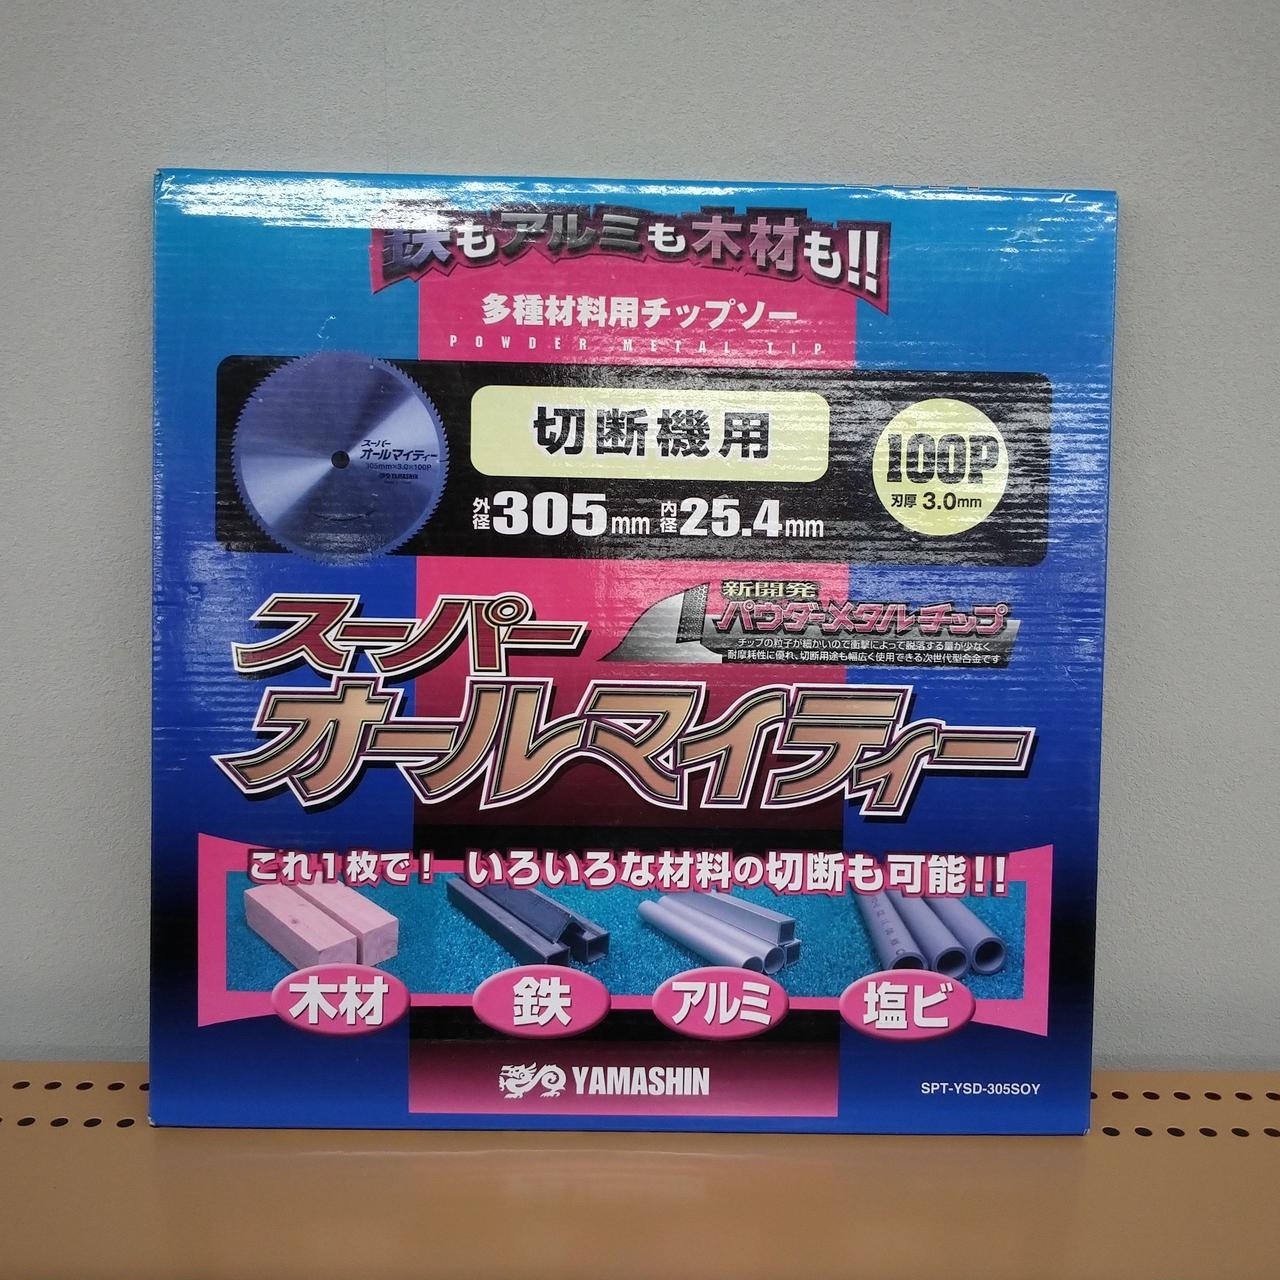 鉄もアルミも木材も!!
多種材料用チップソー
POWDER METAL TIP
スーパー
オールマイティー
305mm×3.0×100P
YAMASHIN
切断機用
外径305mm 内径25.4mm
100P
刃厚 3.0mm
新開発
パウダーメタルチップ
チップの粒子が細かいので衝撃によって脱落する量が少なく
耐摩耗性に優れ、切断用途も幅広く使用できる次世代型合金です
スーパー
オールマイティー
これ1枚で! いろいろな材料の切断も可能!!
木材 鉄 アルミ 塩ビ
YAMASHIN
SPT-YSD-305SOY